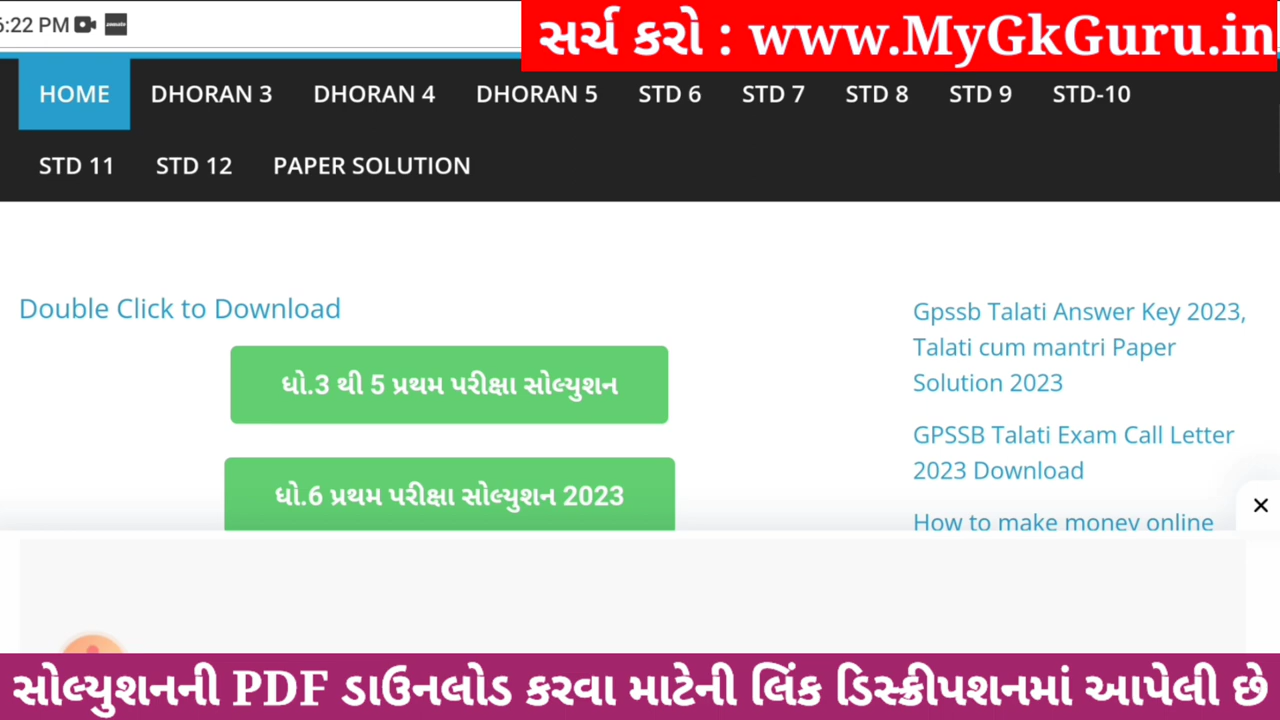 6:22 PM
સર્ચ કરો : www.MyGkGuru.in
HOME DHORAN 3 DHORAN 4 DHORAN 5 STD 6 STD 7 STD 8 STD 9 STD-10
STD 11 STD 12 PAPER SOLUTION
Double Click to Download
ધો.3 થી 5 પ્રથમ પરીક્ષા સોલ્યુશન
ધો.6 પ્રથમ પરીક્ષા સોલ્યુશન 2023
Gpssb Talati Answer Key 2023,
Talati cum mantri Paper
Solution 2023
GPSSB Talati Exam Call Letter
2023 Download
How to make money online
સોલ્યુશનની PDF ડાઉનલોડ કરવા માટેની લિંક ડિસ્ક્રીપશનમાં આપેલી છે